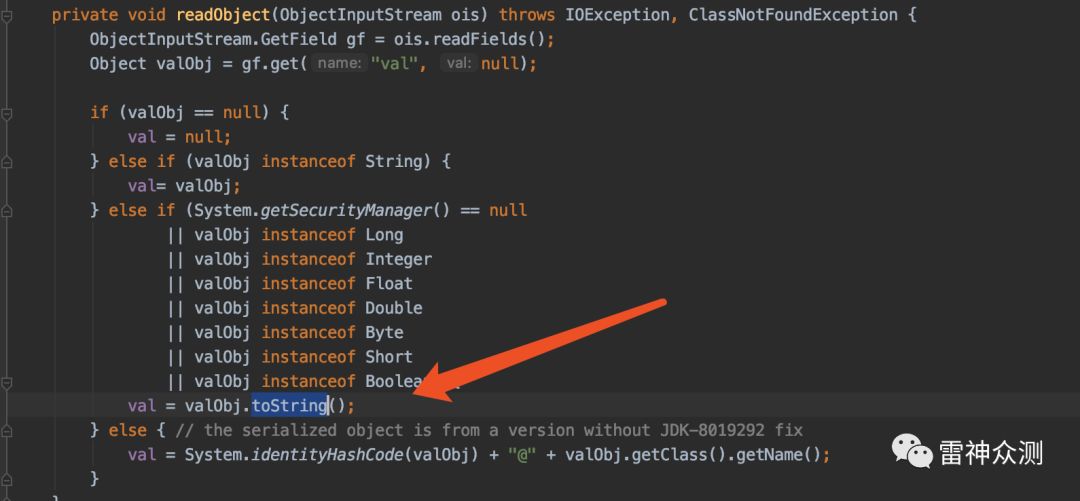 private void readObject(ObjectInputStream ois) throws IOException, ClassNotFoundException {
ObjectInputStream.GetField gf = ois.readFields();
Object valObj = gf.get( name: "val", val: null);
if (valObj == null) {
val = null;
} else if (valObj instanceof String) {
val= valObj;
} else if (System.getSecurityManager() == null
|| valObj instanceof Long
|| valObj instanceof Integer
|| valObj instanceof Float
|| valObj instanceof Double
|| valObj instanceof Byte
|| valObj instanceof Short
|| valObj instanceof
val = valObj.toString();
} else { // the serialized object is from a version without JDK-8019292 fix
val = System.identityHashCode(valObj) + "@" + valObj.getClass().getName();
}
雷神众测